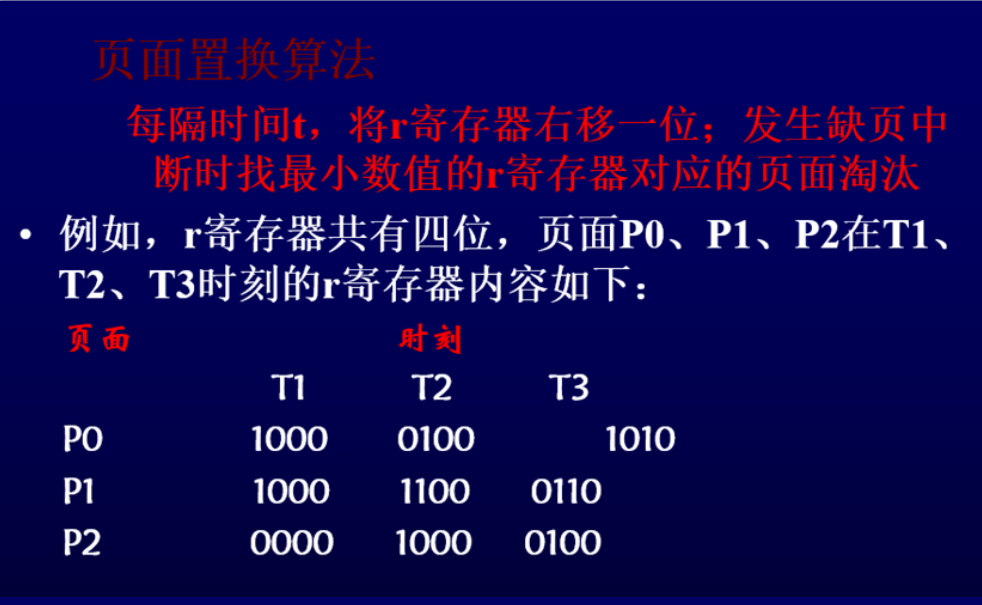 页面置换算法
每隔时间t，将r寄存器右移一位；发生缺页中
断时找最小数值的r寄存器对应的页面淘汰
• 例如，r寄存器共有四位，页面P0、P1、P2在T1、
T2、T3时刻的r寄存器内容如下：
页面 时刻
T1 T2 T3
P0 1000 0100 1010
P1 1000 1100 0110
P2 0000 1000 0100